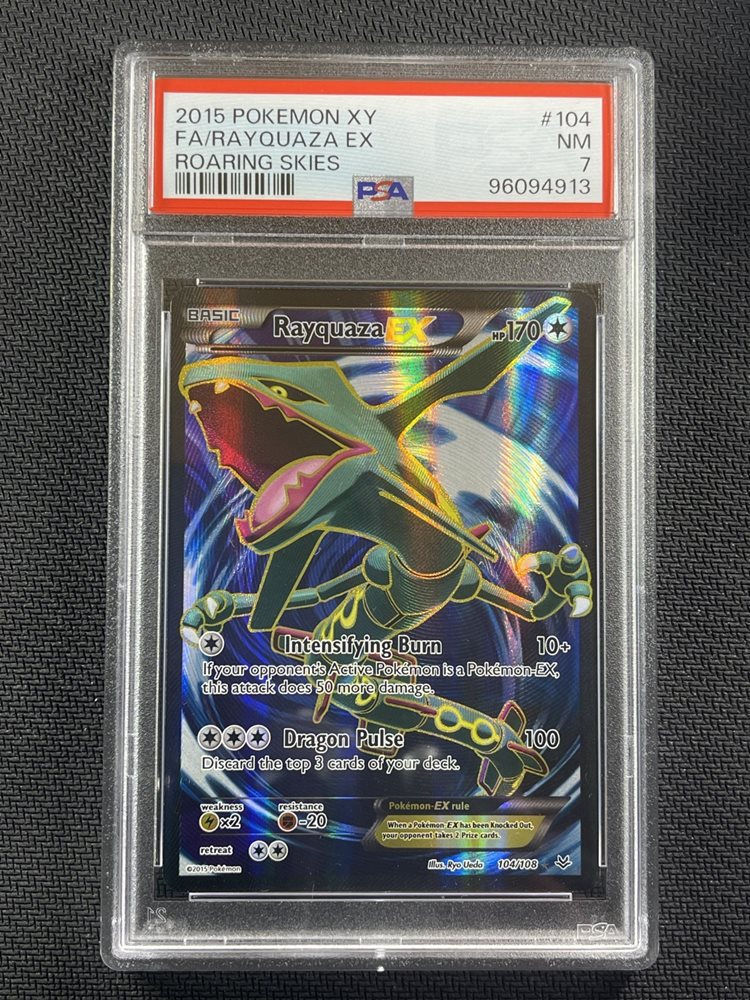 2015 POKEMON XY #104
FA/RAYQUAZA EX NM
ROARING SKIES 7
PSA 96094913
BASIC Rayquaza EX HP170
Intensifying Burn 10+
If your opponent's Active Pokémon is a Pokémon-EX,
this attack does 50 more damage.
Dragon Pulse 100
Discard the top 3 cards of your deck.
weakness resistance
×2 -20
retreat
Pokémon-EX rule
When a Pokémon-EX has been Knocked Out,
your opponent takes 2 Prize cards.
©2015 Pokémon Illus. Ryo Ueda 104/108
PSA